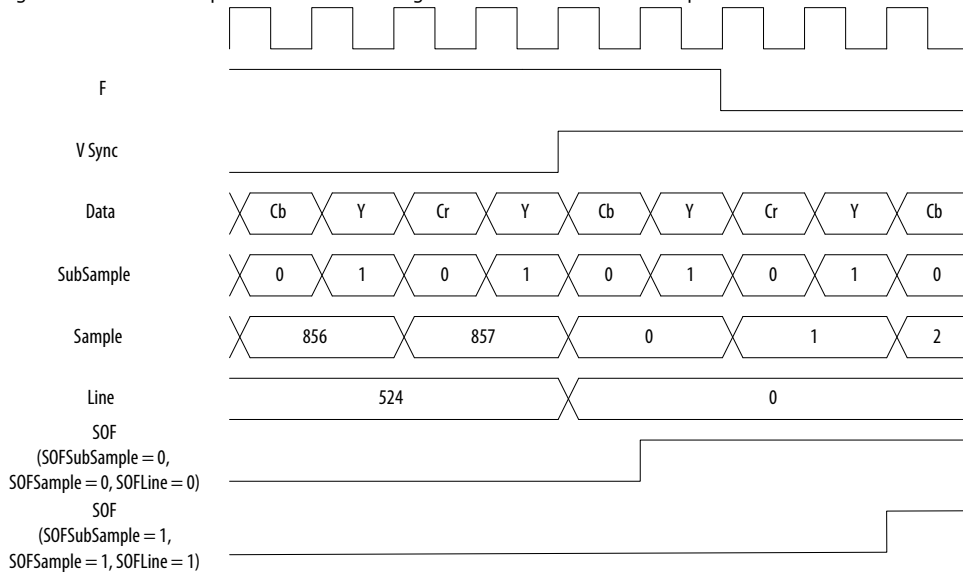 F
V Sync
Data Cb Y Cr Y Cb Y Cr Y Cb
SubSample 0 1 0 1 0 1 0 1 0
Sample 856 857 0 1 2
Line 524 0
SOF
(SOFSubSample = 0,
SOFSample = 0, SOFLine = 0)
SOF
(SOFSubSample = 1,
SOFSample = 1, SOFLine = 1)